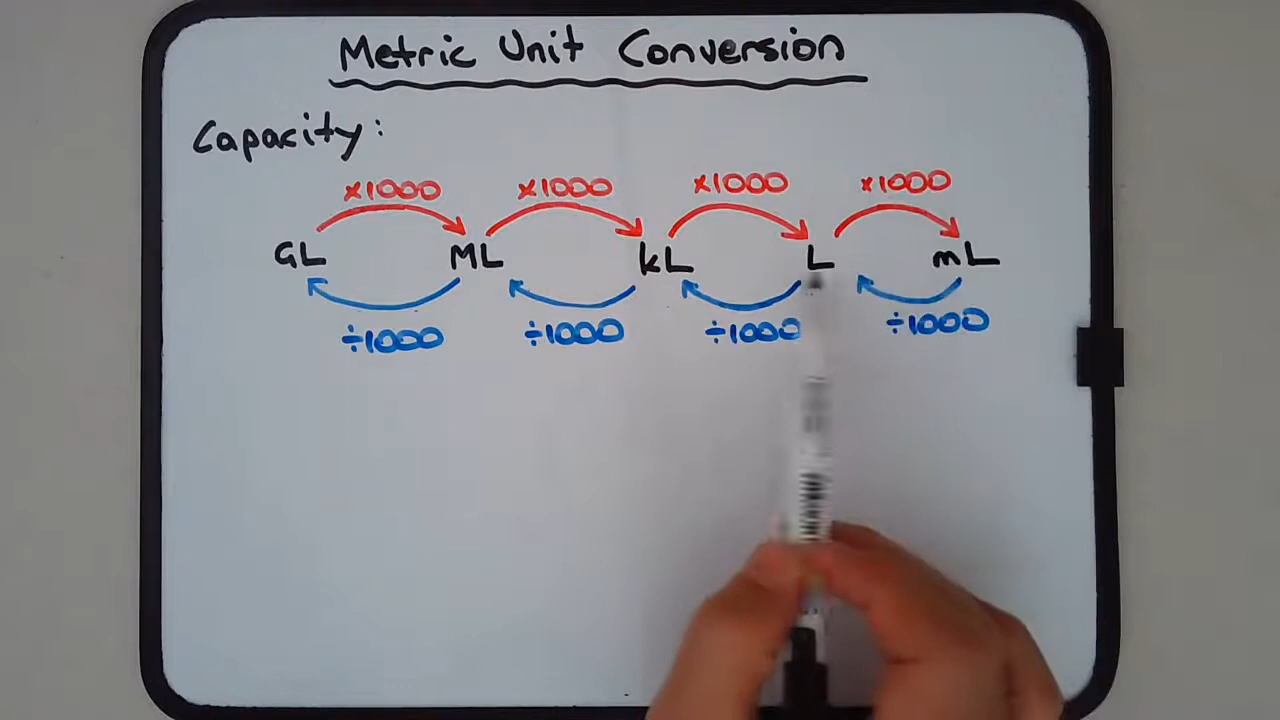 Metric Unit Conversion
Capacity:
×1000 ×1000 ×1000 ×1000
GL ML kL L mL
÷1000 ÷1000 ÷1000 ÷1000